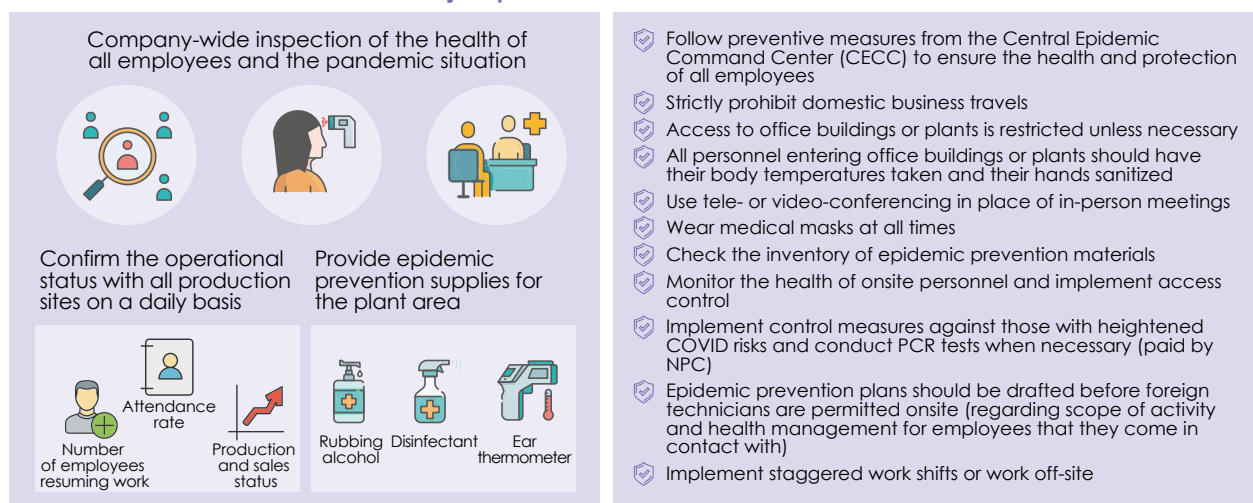 Company-wide inspection of the health of
all employees and the pandemic situation
Confirm the operational
status with all production
sites on a daily basis
Number
of employees
resuming work
Attendance
rate
Production
and sales
status
Provide epidemic
prevention supplies for
the plant area
Rubbing
alcohol
Disinfectant
Ear
thermometer
Follow preventive measures from the Central Epidemic
Command Center (CECC) to ensure the health and protection
of all employees
Strictly prohibit domestic business travels
Access to office buildings or plants is restricted unless necessary
All personnel entering office buildings or plants should have
their body temperatures taken and their hands sanitized
Use tele- or video-conferencing in place of in-person meetings
Wear medical masks at all times
Check the inventory of epidemic prevention materials
Monitor the health of onsite personnel and implement access
control
Implement control measures against those with heightened
COVID risks and conduct PCR tests when necessary (paid by
NPC)
Epidemic prevention plans should be drafted before foreign
technicians are permitted onsite (regarding scope of activity
and health management for employees that they come in
contact with)
Implement staggered work shifts or work off-site